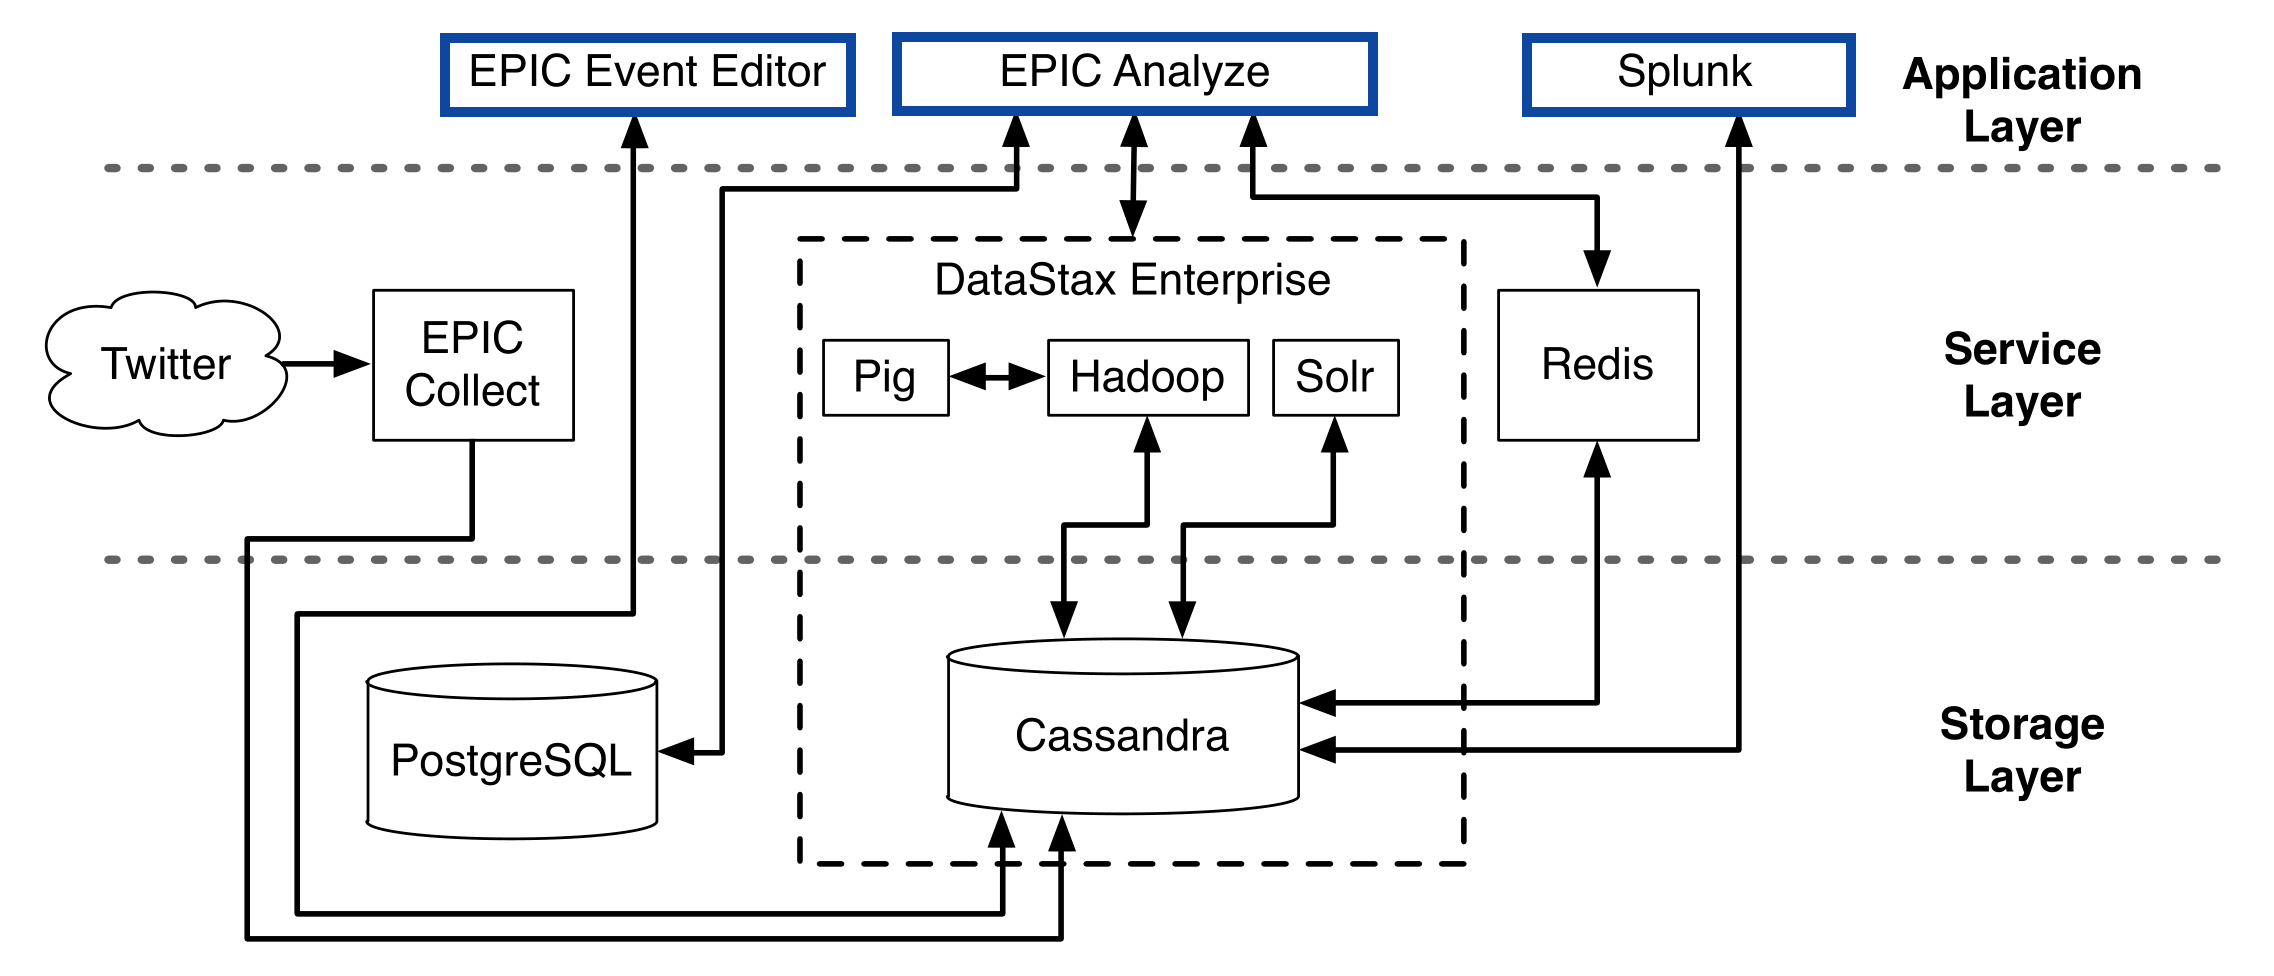 EPIC Event Editor
EPIC Analyze
Splunk
Application
Layer
DataStax Enterprise
Twitter
EPIC
Collect
Pig
Hadoop
Solr
Redis
Service
Layer
PostgreSQL
Cassandra
Storage
Layer